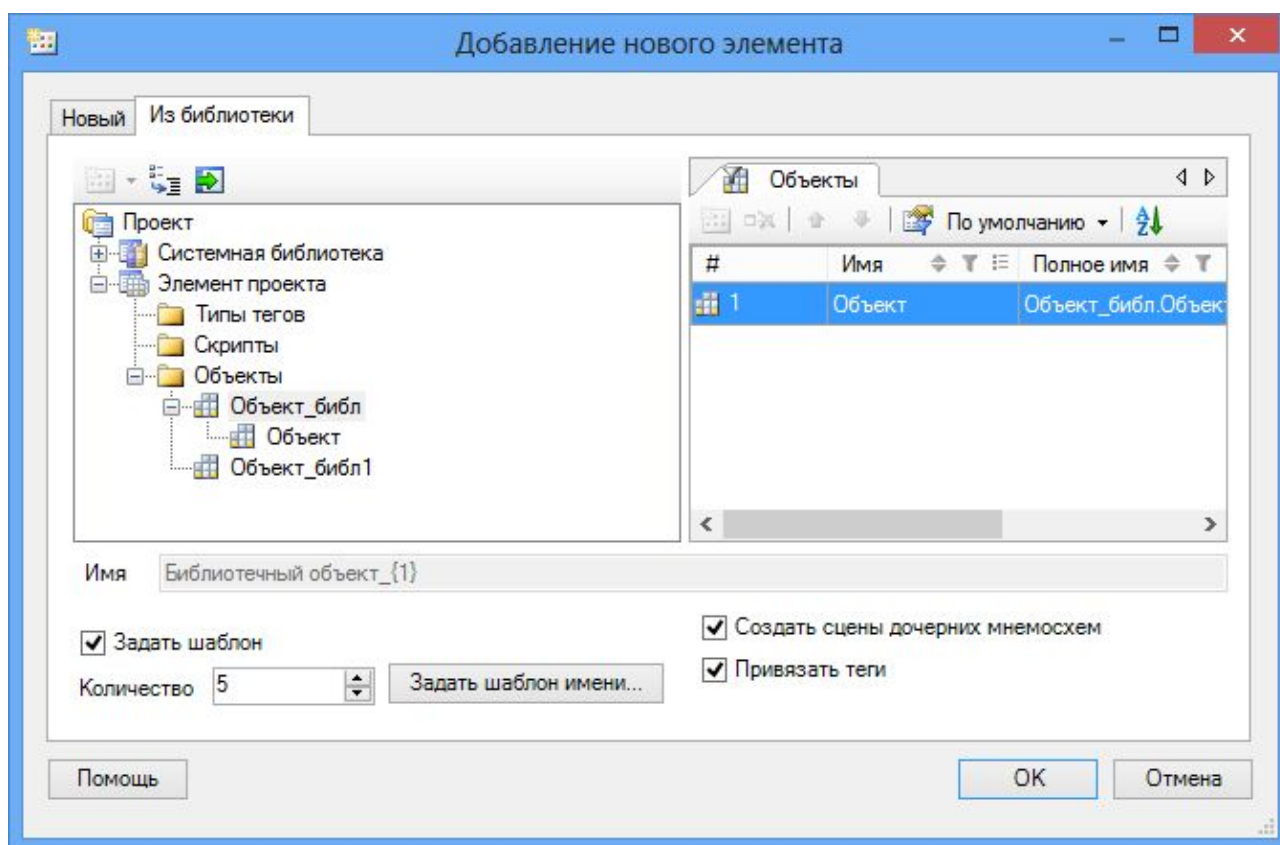 Добавление нового элемента
Новый Из библиотеки
Проект
Системная библиотека
Элемент проекта
Типы тегов
Скрипты
Объекты
Объект_библ
Объект
Объект_библ1
Объекты
По умолчанию
# Имя Полное имя
1 Объект Объект_библ.Объек
Имя Библиотечный объект_{1}
Задать шаблон
Количество 5 Задать шаблон имени...
Создать сцены дочерних мнемосхем
Привязать теги
Помощь OK Отмена